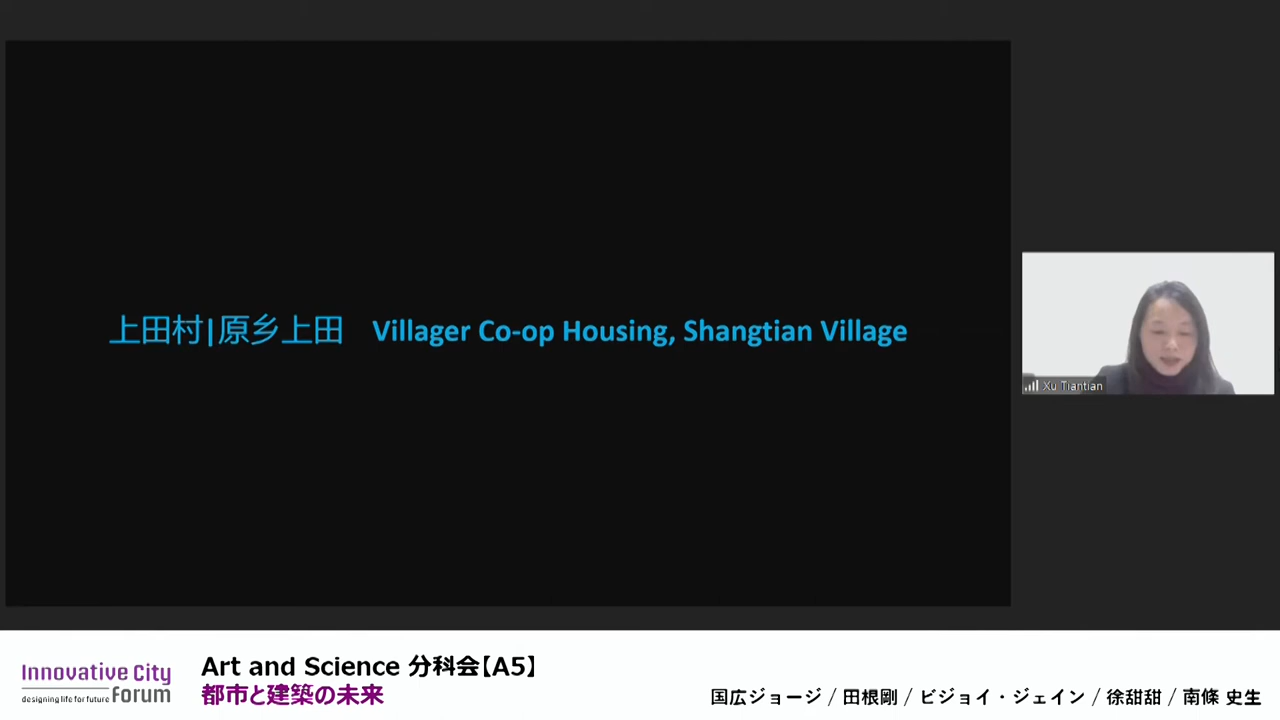 上田村|原乡上田 Villager Co-op Housing, Shangtian Village
Xu Tiantian
Innovative City
designing life for future Forum
Art and Science 分科会【A5】
都市と建築の未来
国広ジョージ / 田根剛 / ビジョイ・ジェイン / 徐甜甜 / 南條 史生